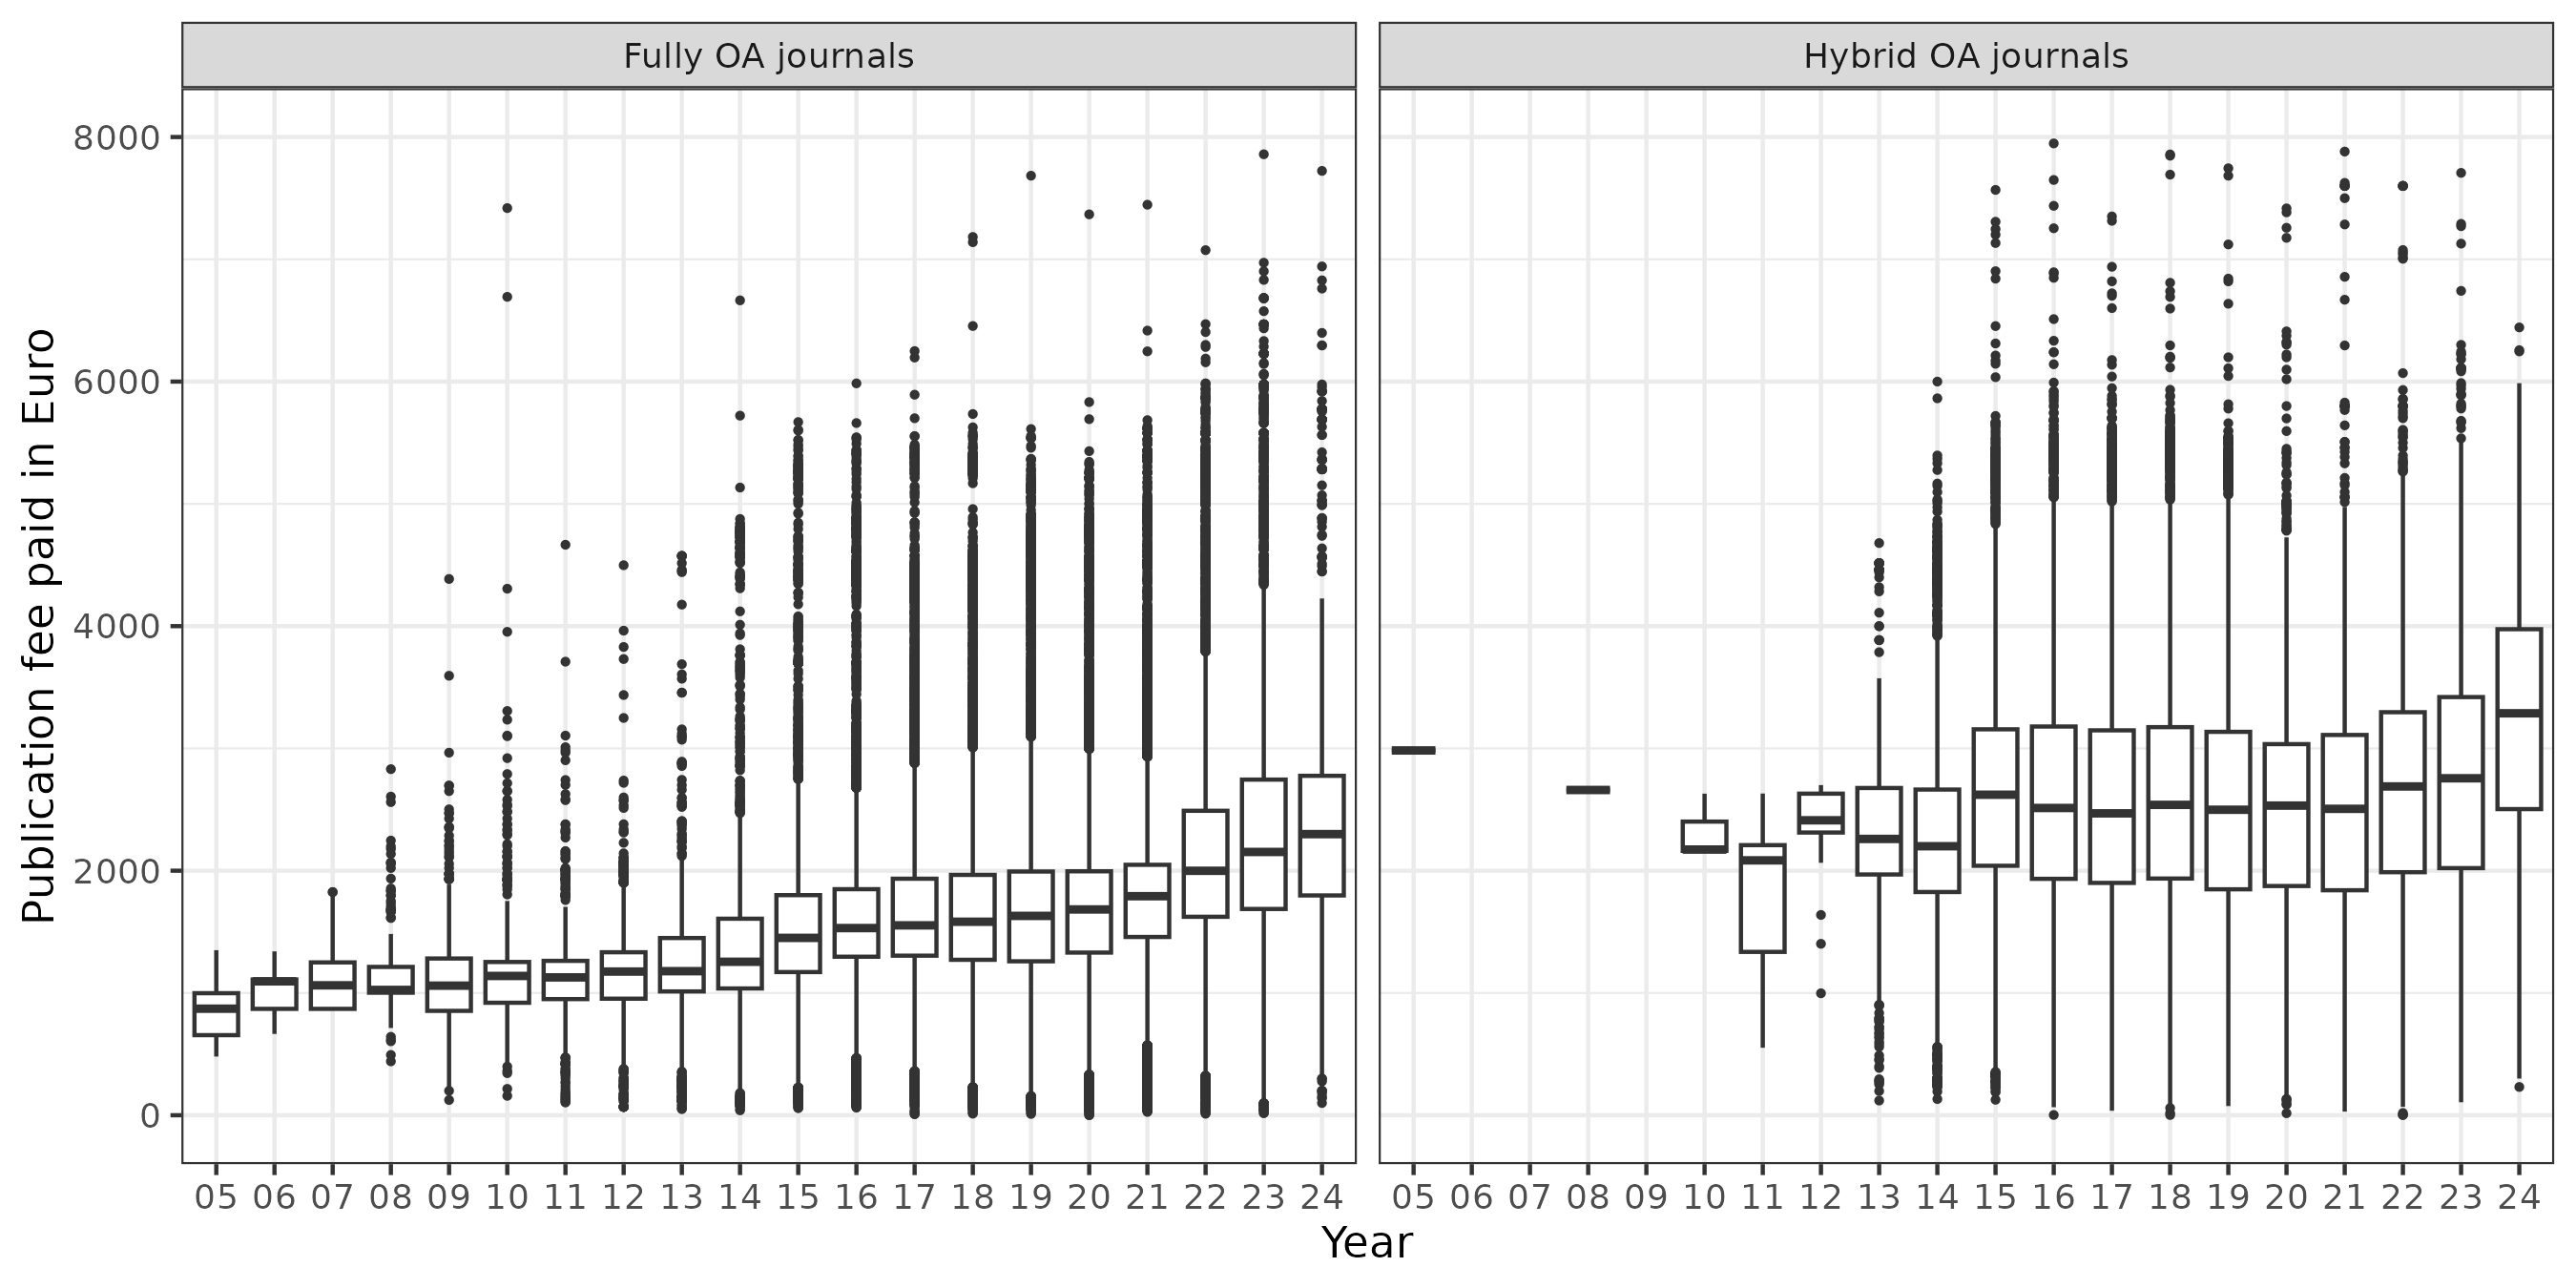 Fully OA journals
Hybrid OA journals
Publication fee paid in Euro
8000
6000
4000
2000
0
05 06 07 08 09 10 11 12 13 14 15 16 17 18 19 20 21 22 23 24
05 06 07 08 09 10 11 12 13 14 15 16 17 18 19 20 21 22 23 24
Year